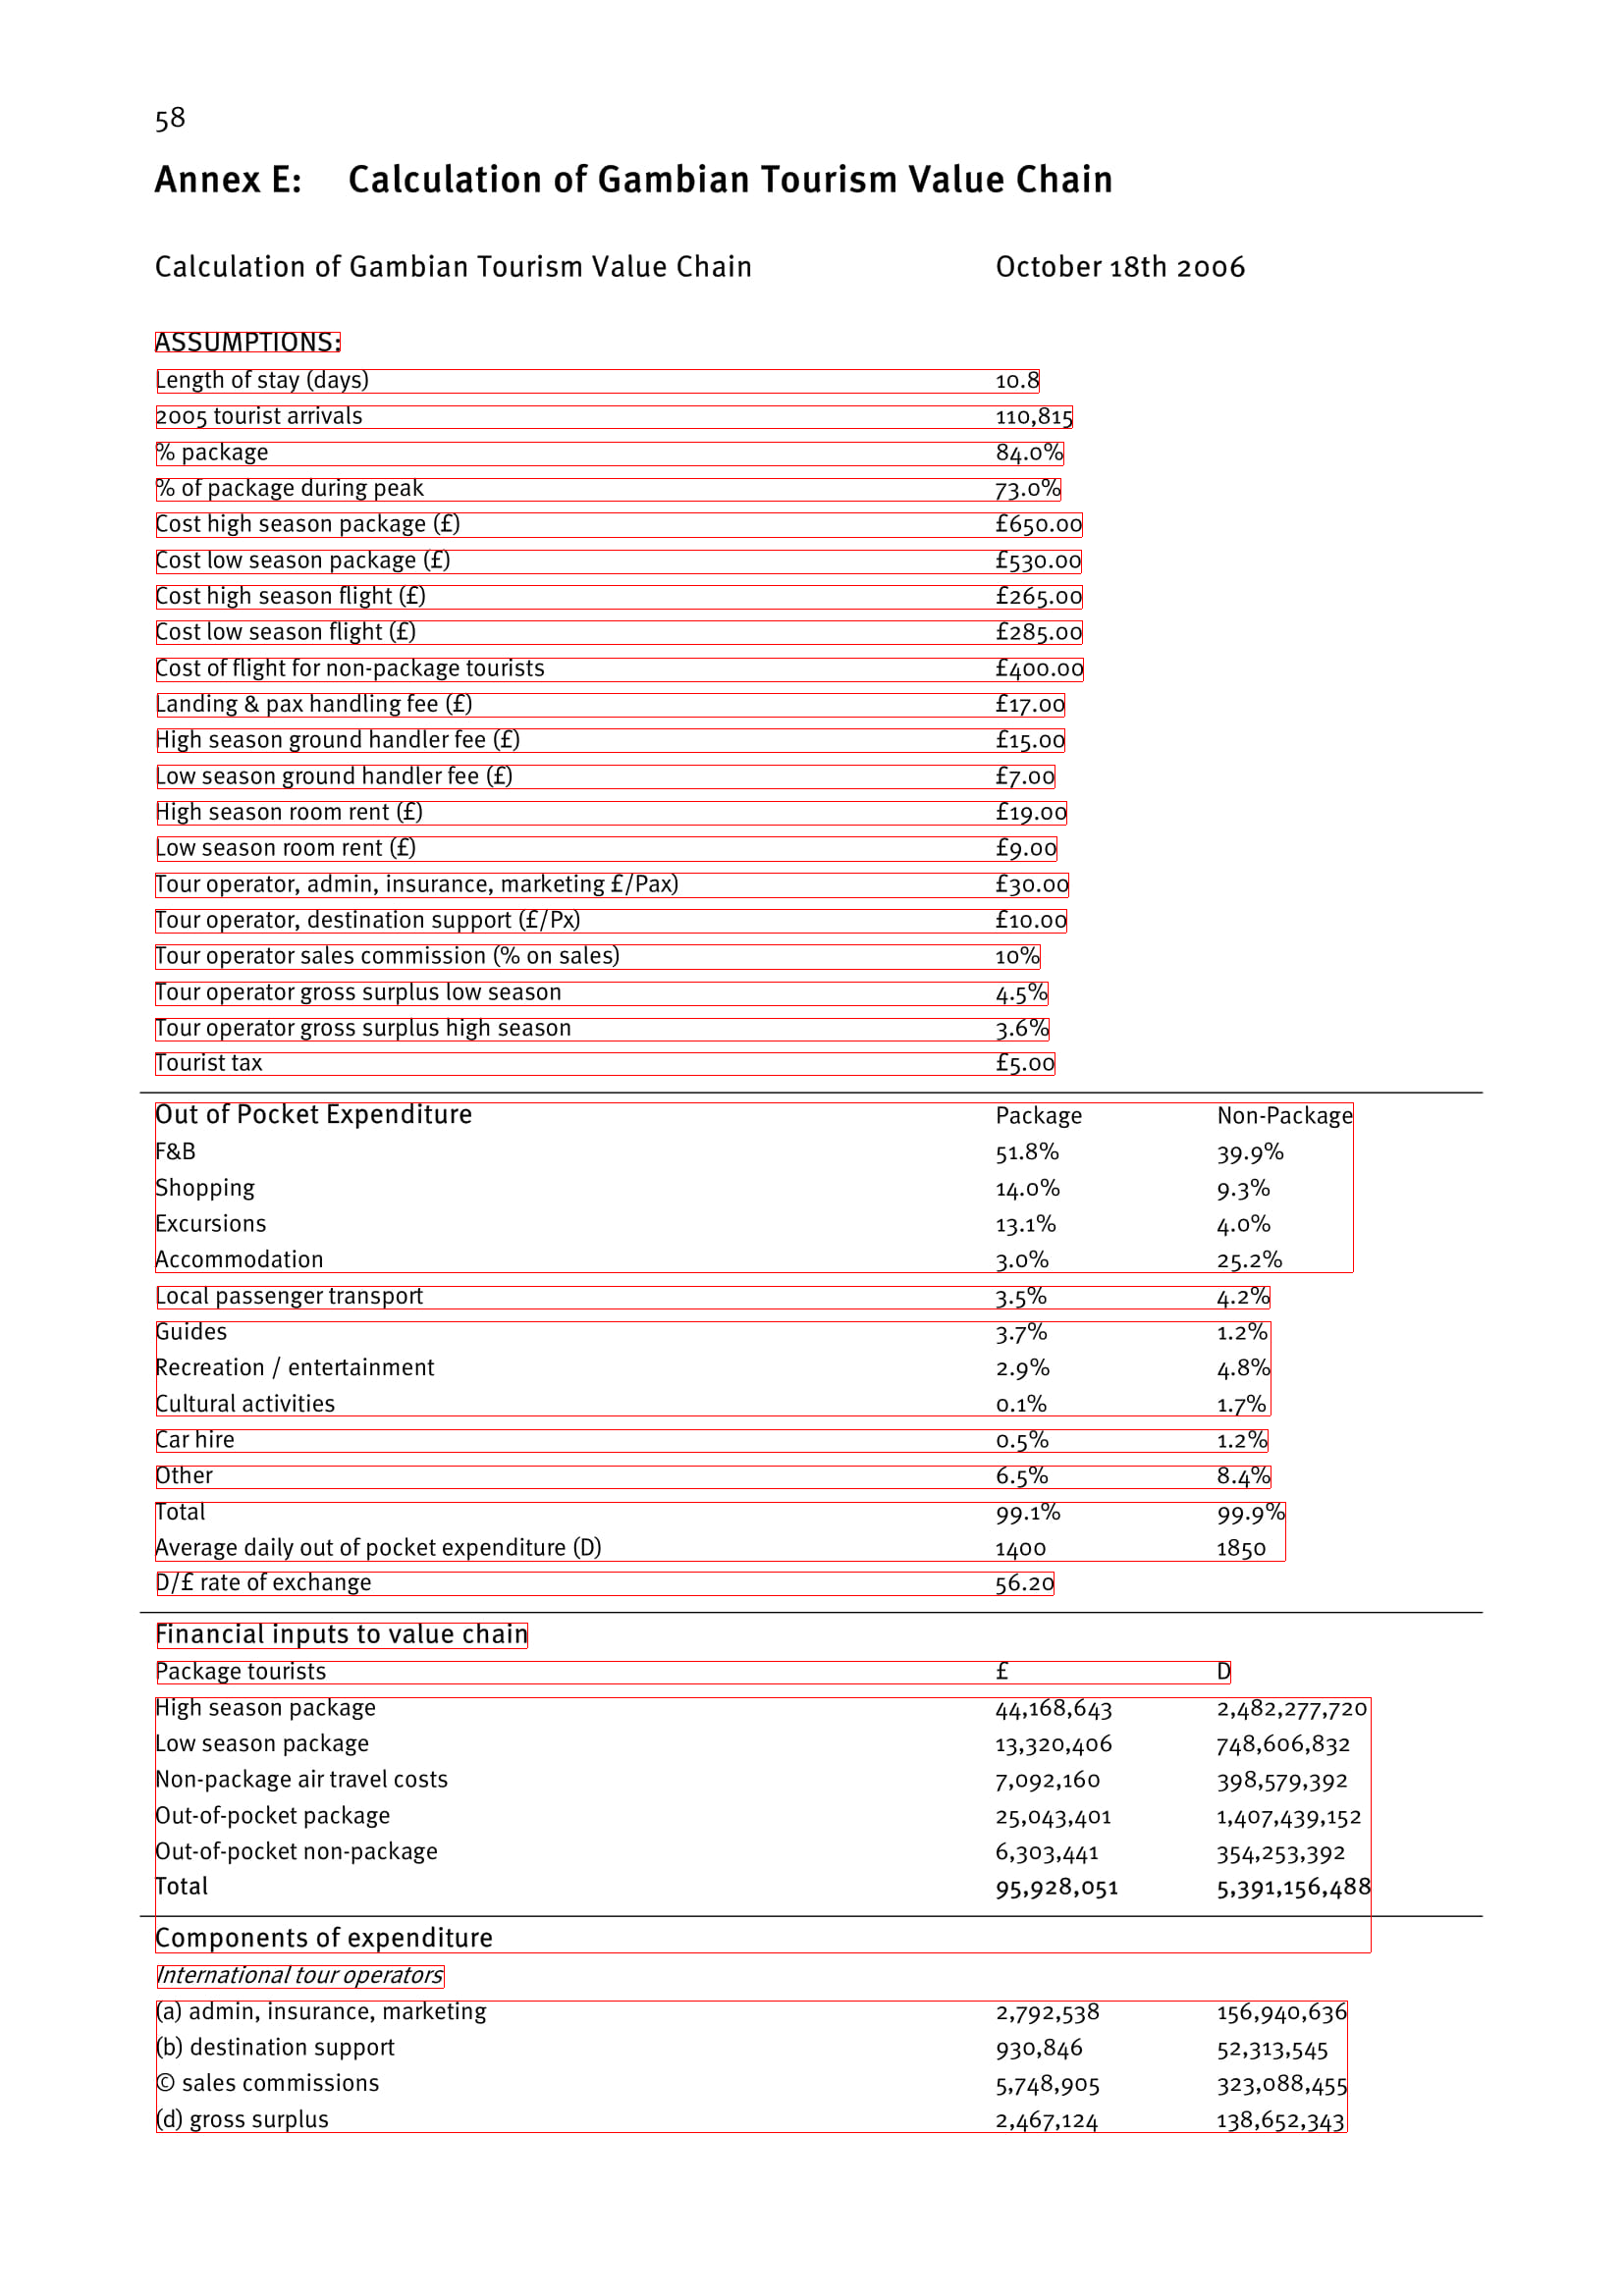 58
Annex E: Calculation of Gambian Tourism Value Chain
Calculation of Gambian Tourism Value Chain October 18th 2006
ASSUMPTIONS:
Length of stay (days) 10.8
2005 tourist arrivals 110,815
% package 84.0%
% of package during peak 73.0%
Cost high season package (£) £650.00
Cost low season package (£) £530.00
Cost high season flight (£) £265.00
Cost low season flight (£) £285.00
Cost of flight for non-package tourists £400.00
Landing & pax handling fee (£) £17.00
High season ground handler fee (£) £15.00
Low season ground handler fee (£) £7.00
High season room rent (£) £19.00
Low season room rent (£) £9.00
Tour operator, admin, insurance, marketing £/Pax) £30.00
Tour operator, destination support (£/Px) £10.00
Tour operator sales commission (% on sales) 10%
Tour operator gross surplus low season 4.5%
Tour operator gross surplus high season 3.6%
Tourist tax £5.00
Out of Pocket Expenditure Package Non-Package
F&B 51.8% 39.9%
Shopping 14.0% 9.3%
Excursions 13.1% 4.0%
Accommodation 3.0% 25.2%
Local passenger transport 3.5% 4.2%
Guides 3.7% 1.2%
Recreation / entertainment 2.9% 4.8%
Cultural activities 0.1% 1.7%
Car hire 0.5% 1.2%
Other 6.5% 8.4%
Total 99.1% 99.9%
Average daily out of pocket expenditure (D) 1400 1850
D/£ rate of exchange 56.20
Financial inputs to value chain
Package tourists £ D
High season package 44,168,643 2,482,277,720
Low season package 13,320,406 748,606,832
Non-package air travel costs 7,092,160 398,579,392
Out-of-pocket package 25,043,401 1,407,439,152
Out-of-pocket non-package 6,303,441 354,253,392
Total 95,928,051 5,391,156,488
Components of expenditure
International tour operators
(a) admin, insurance, marketing 2,792,538 156,940,636
(b) destination support 930,846 52,313,545
© sales commissions 5,748,905 323,088,455
(d) gross surplus 2,467,124 138,652,343